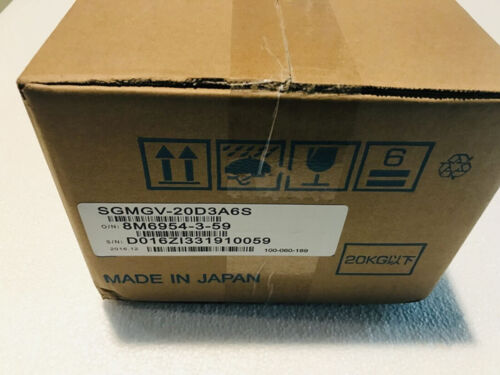 6
SGMGV-20D3A6S
O/N: 8M6954-3-59
S/N: D016ZI331910059
2016.12 100-060-189
MADE IN JAPAN
20KG以下